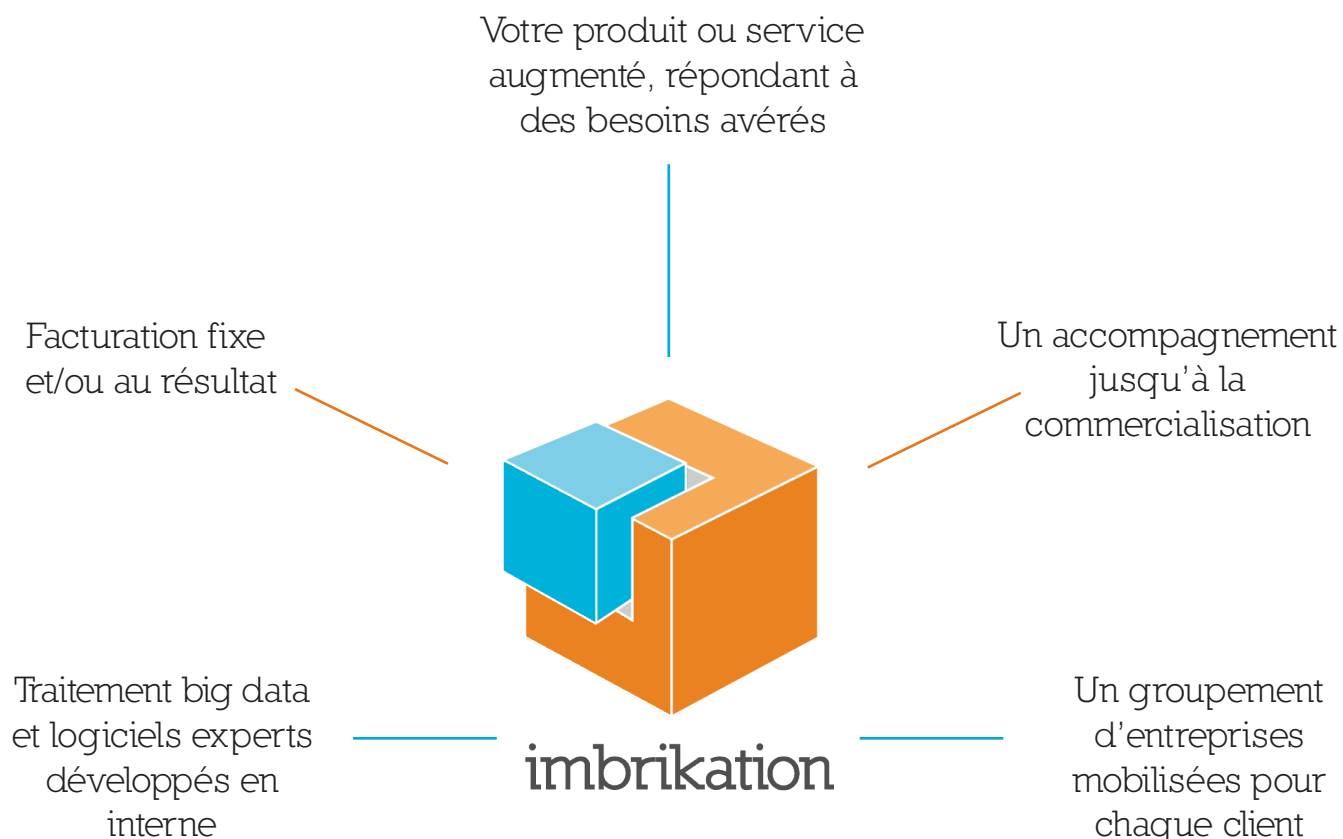 Votre produit ou service
augmenté, répondant à
des besoins avérés
Facturation fixe
et/ou au résultat
Un accompagnement
jusqu'à la
commercialisation
Traitement big data
et logiciels experts
développés en
interne
imbrikation
Un groupement
d'entreprises
mobilisées pour
chaque client